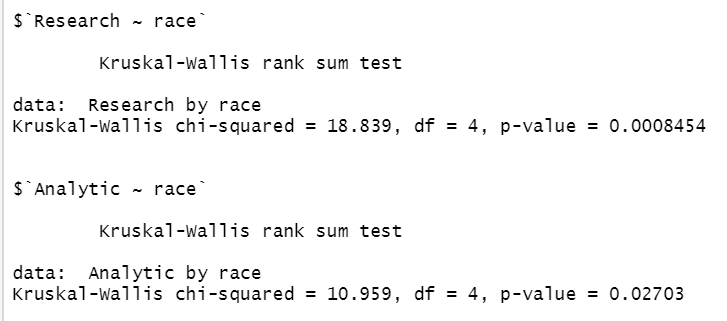 $`Research ~ race`
Kruskal-Wallis rank sum test
data:  Research by race
Kruskal-Wallis chi-squared = 18.839, df = 4, p-value = 0.0008454
$`Analytic ~ race`
Kruskal-Wallis rank sum test
data:  Analytic by race
Kruskal-Wallis chi-squared = 10.959, df = 4, p-value = 0.02703